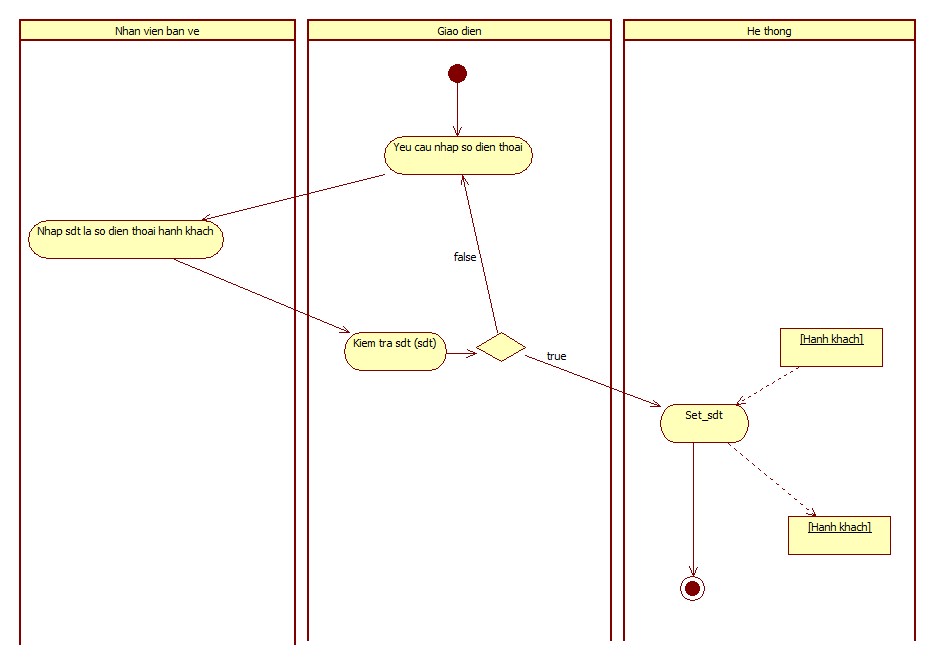 Nhan vien ban ve
Giao dien
He thong
Yeu cau nhap so dien thoai
Nhap sdt la so dien thoai hanh khach
false
Kiem tra sdt (sdt)
true
[Hanh khach]
Set_sdt
[Hanh khach]